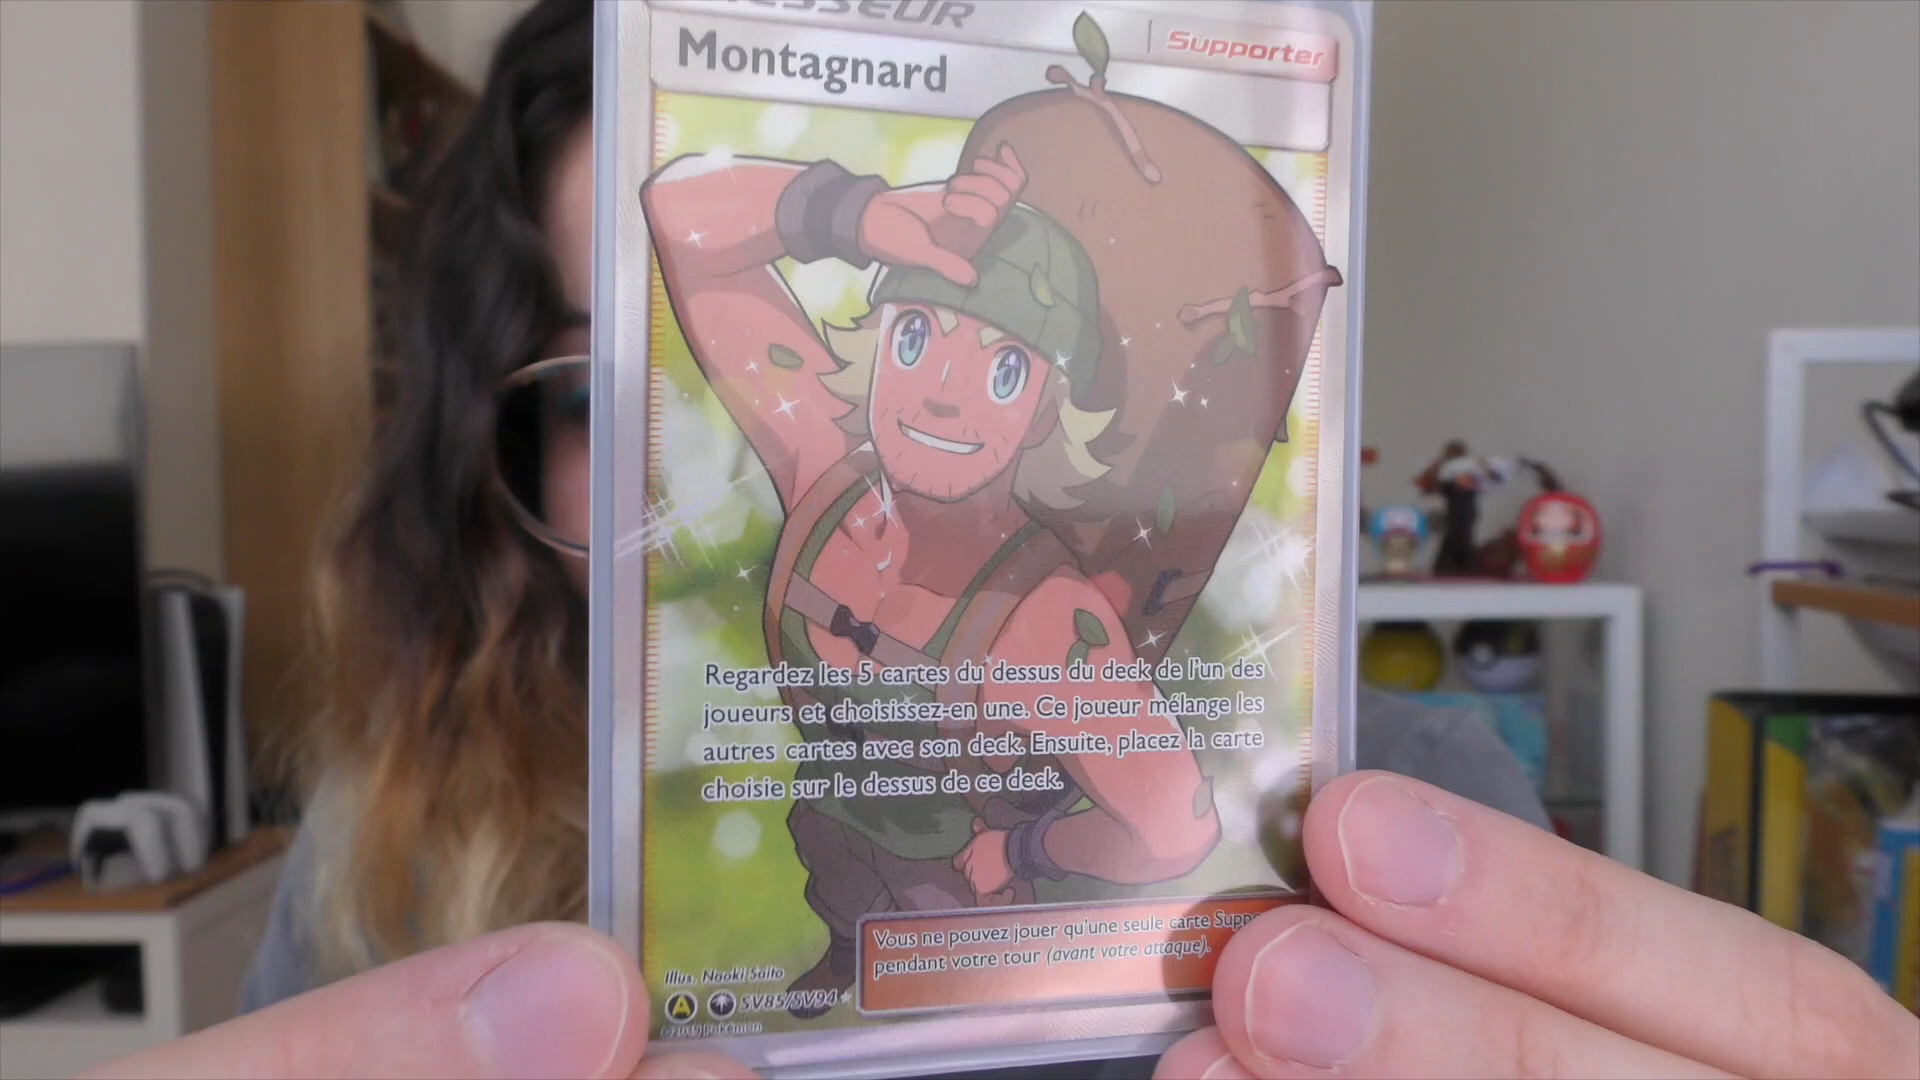 Montagnard
Supporter
Regardez les 5 cartes du dessus du deck de l'un des
joueurs et choisissez-en une. Ce joueur mélange les
autres cartes avec son deck. Ensuite, placez la carte
choisie sur le dessus de ce deck.
Vous ne pouvez jouer qu'une seule carte
pendant votre tour (avant votre attaque).
Illus. Naoki Saito
A SV85/SV94
©2019 Pokémon